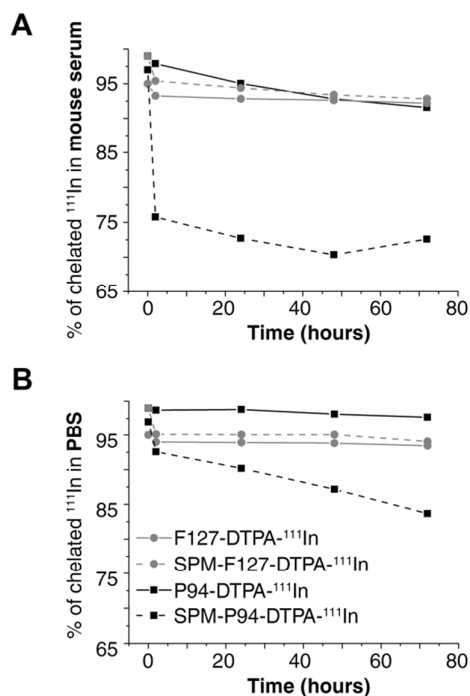 A
% of chelated ¹¹¹In in mouse serum
95
85
75
65
0
20
40
60
80
Time (hours)
B
% of chelated ¹¹¹In in PBS
95
85
75
65
F127-DTPA-¹¹¹In
SPM-F127-DTPA-¹¹¹In
P94-DTPA-¹¹¹In
SPM-P94-DTPA-¹¹¹In
0
20
40
60
80
Time (hours)